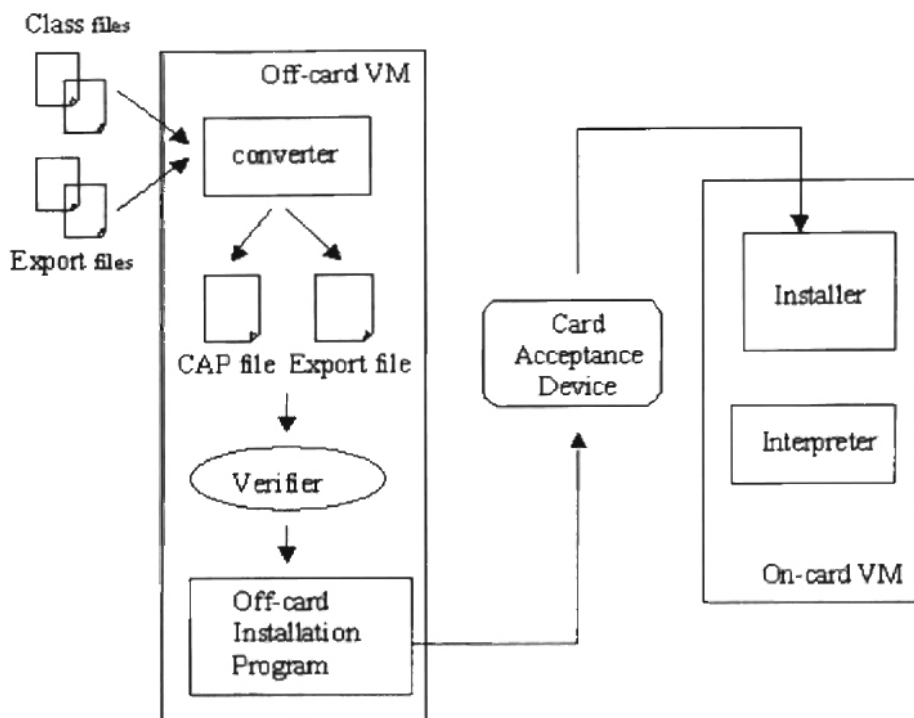 Class files
Off-card VM
converter
Export files
CAP file
Export file
Verifier
Off-card
Installation
Program
Card
Acceptance
Device
Installer
Interpreter
On-card VM